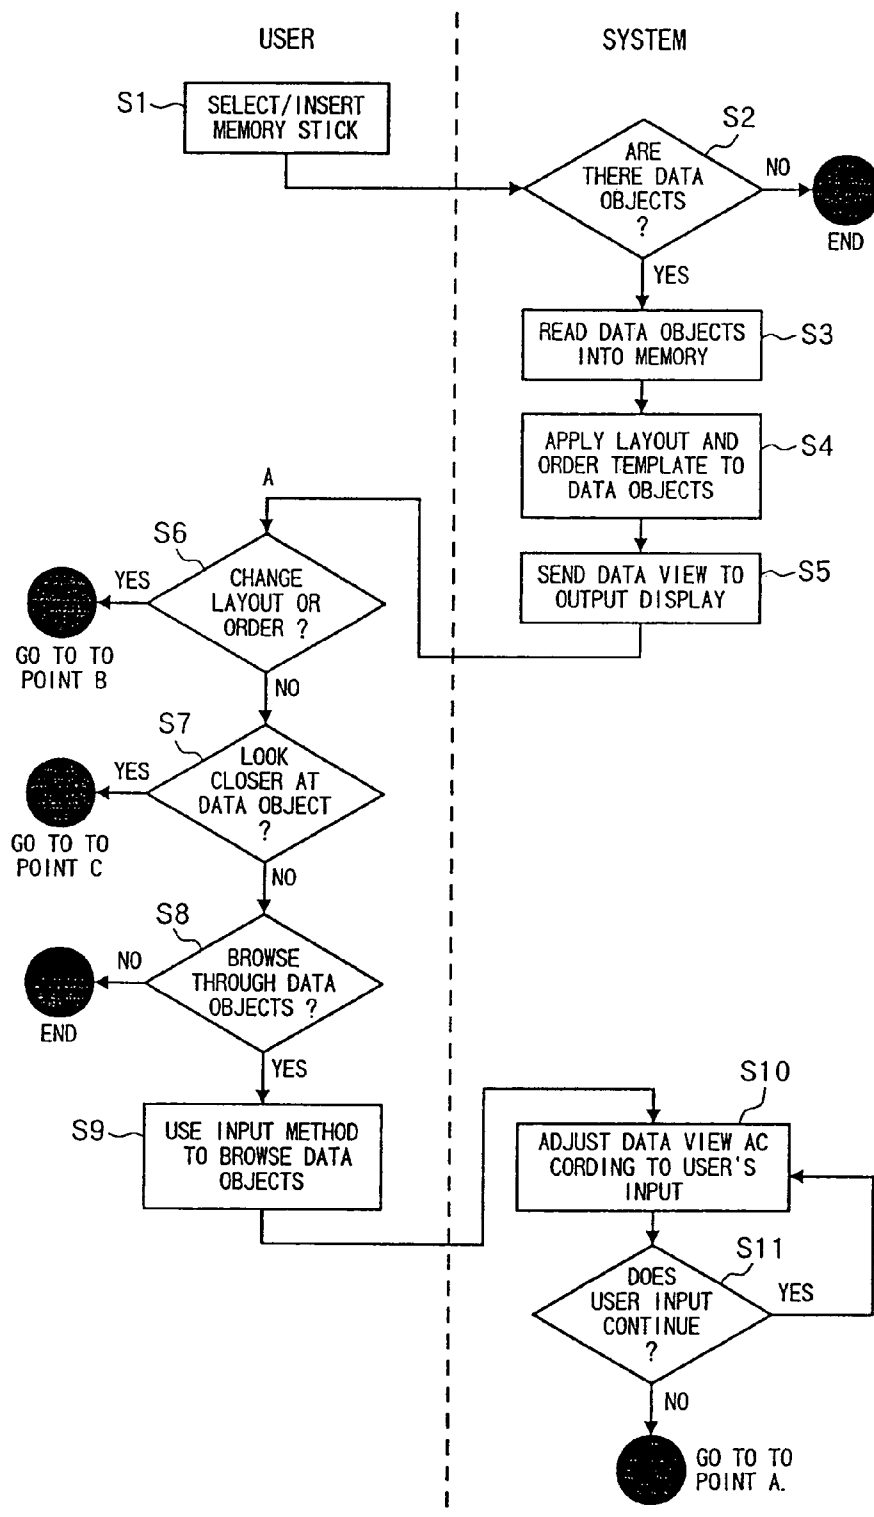 USER
SYSTEM
S1
SELECT/INSERT
MEMORY STICK
S2
ARE
THERE DATA
OBJECTS
?
NO
END
YES
READ DATA OBJECTS
INTO MEMORY
S3
APPLY LAYOUT AND
ORDER TEMPLATE TO
DATA OBJECTS
S4
SEND DATA VIEW TO
OUTPUT DISPLAY
S5
A
S6
CHANGE
LAYOUT OR
ORDER ?
YES
GO TO TO
POINT B
NO
S7
LOOK
CLOSER AT
DATA OBJECT
?
YES
GO TO TO
POINT C
NO
S8
BROWSE
THROUGH DATA
OBJECTS ?
NO
END
YES
S9
USE INPUT METHOD
TO BROWSE DATA
OBJECTS
S10
ADJUST DATA VIEW AC
CORDING TO USER'S
INPUT
S11
DOES
USER INPUT
CONTINUE
?
YES
NO
GO TO TO
POINT A.